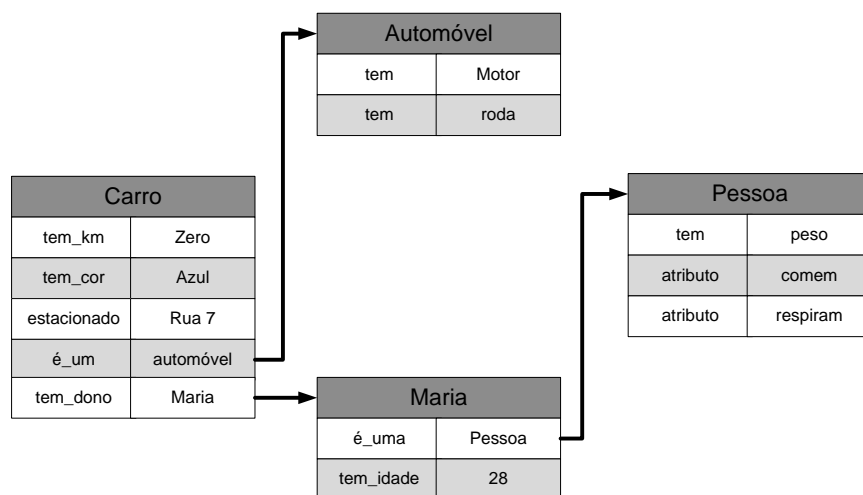 Automóvel
tem Motor
tem roda
Carro
tem_km Zero
tem_cor Azul
estacionado Rua 7
é_um automóvel
tem_dono Maria
Pessoa
tem peso
atributo comem
atributo respiram
Maria
é_uma Pessoa
tem_idade 28